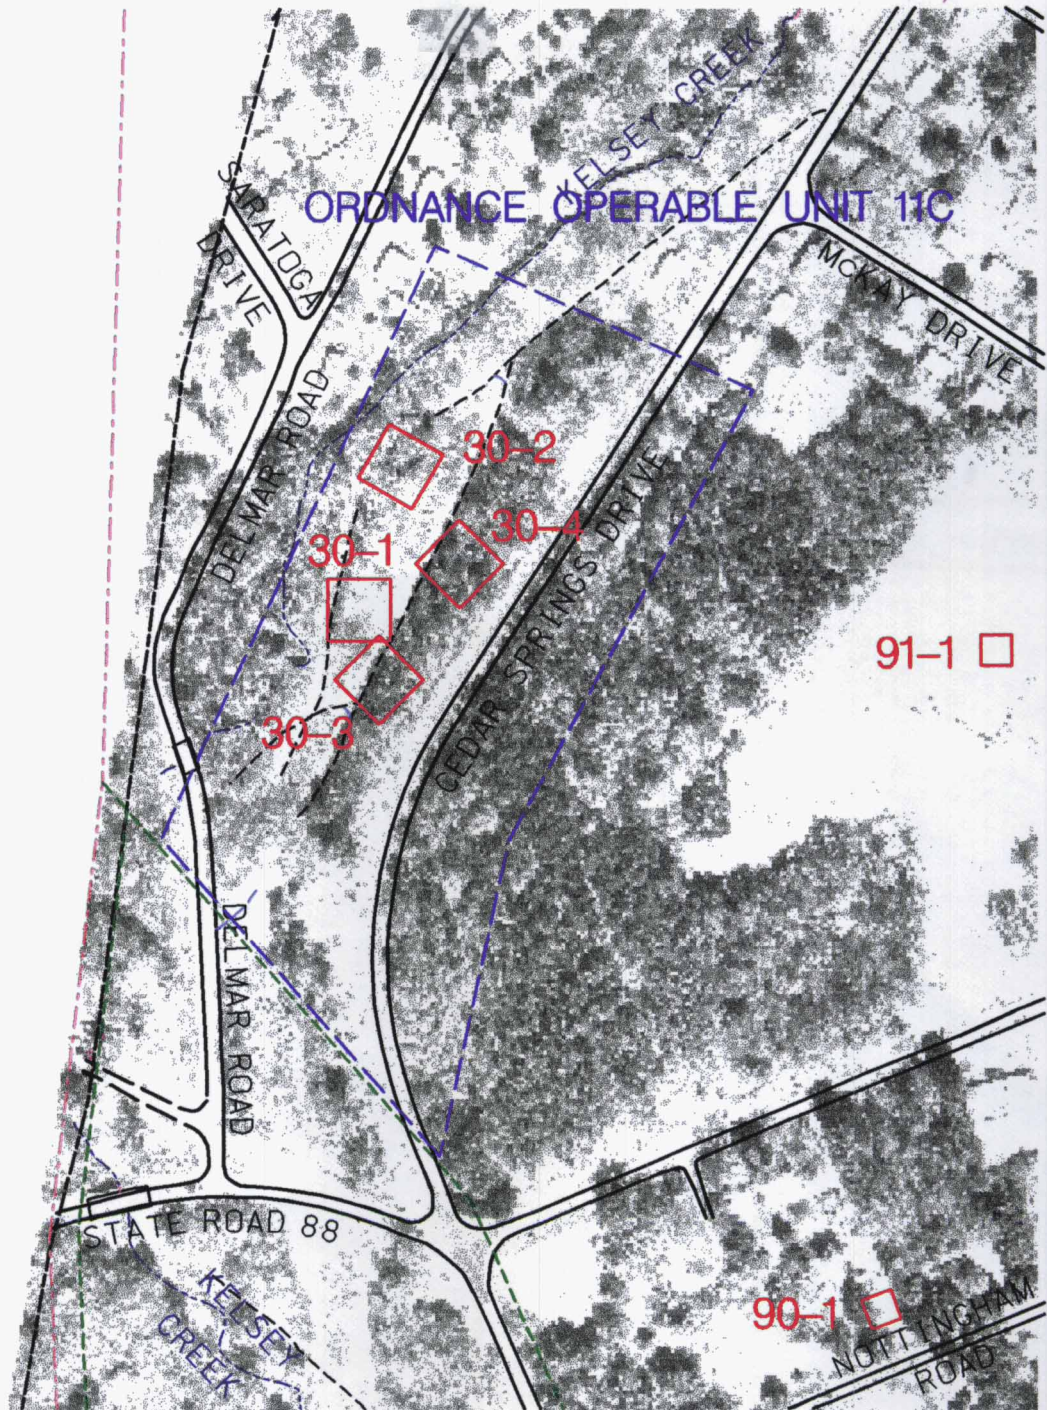 KELSEY CREEK
SARATOGA
DRIVE
ORDNANCE OPERABLE UNIT 11C
McKAY DRIVE
DELMAR ROAD
30-2
30-4
30-1
CEDAR SPRINGS DRIVE
91-1
30-3
DELMAR ROAD
STATE ROAD 88
KELSEY
CREEK
90-1
NOTTINGHAM
ROAD